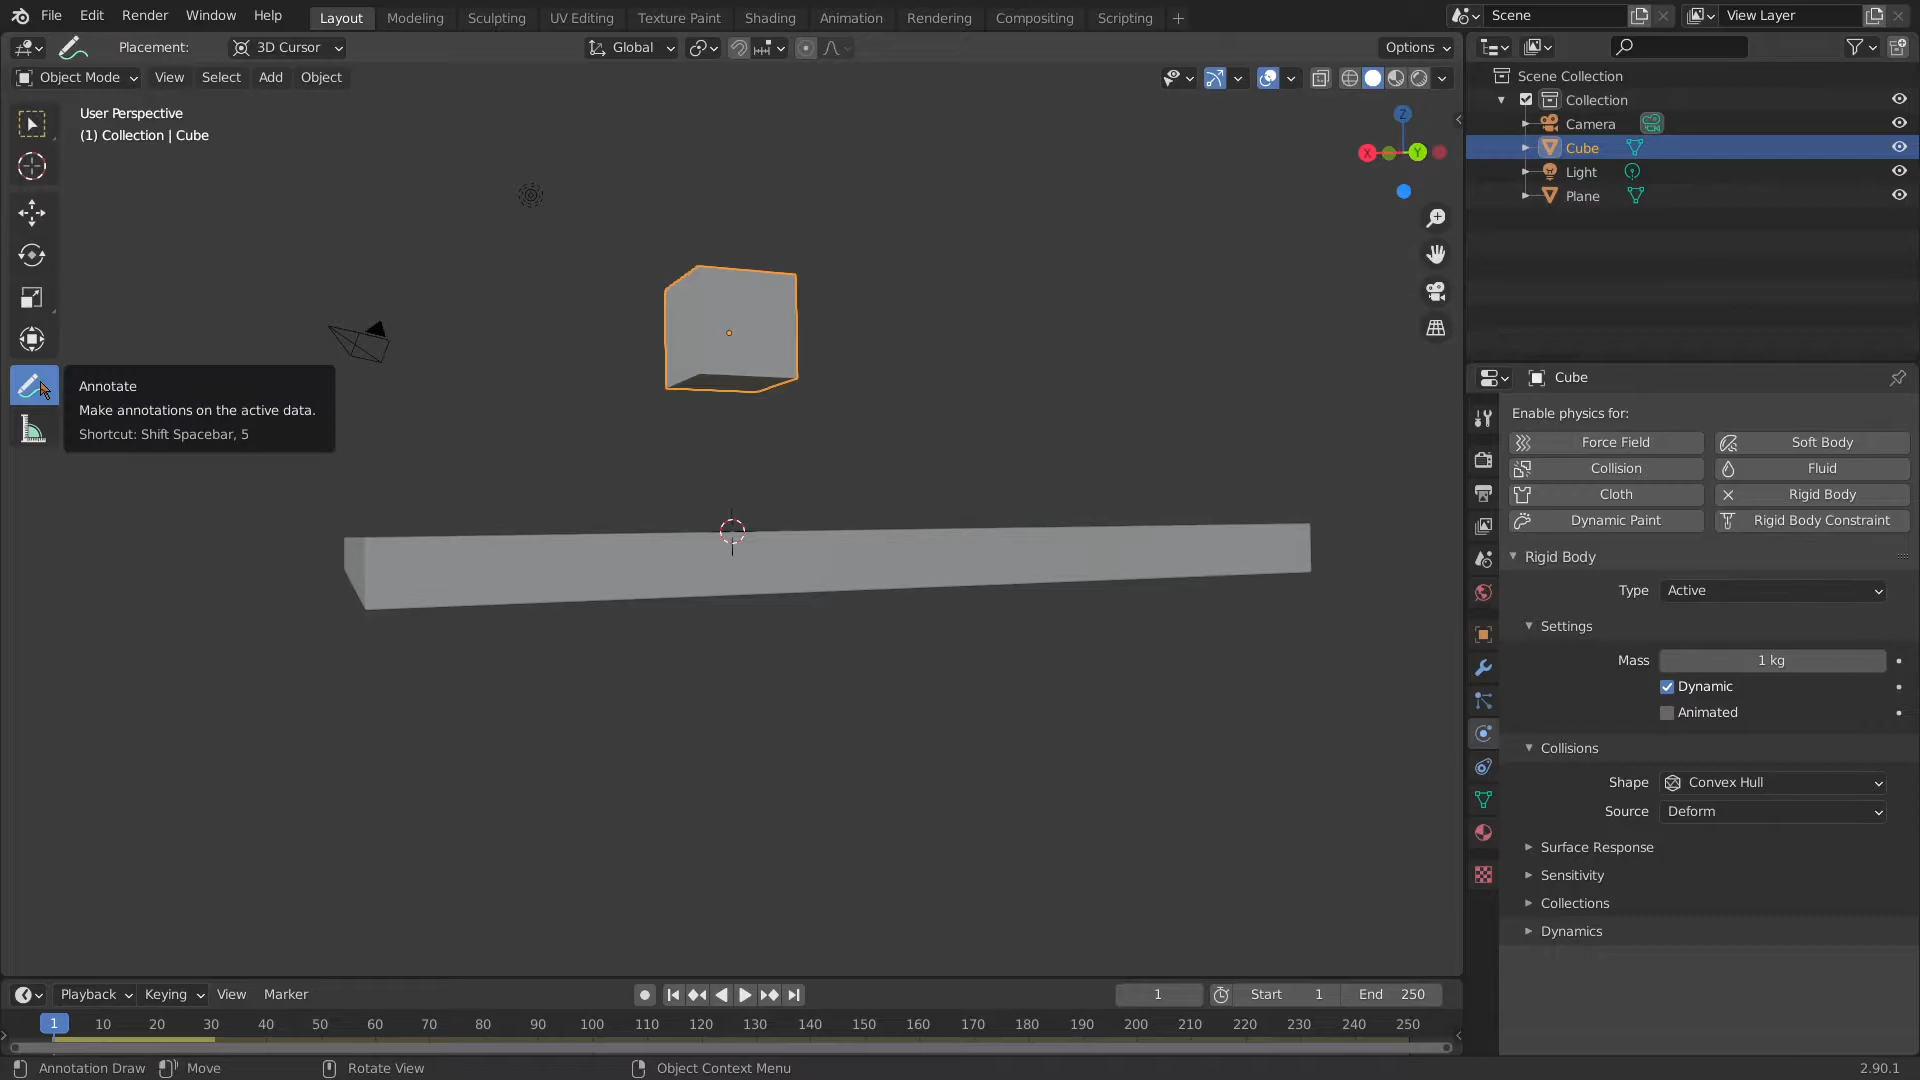 File Edit Render Window Help Layout Modeling Sculpting UV Editing Texture Paint Shading Animation Rendering Compositing Scripting Scene View Layer
Placement: 3D Cursor Global Options
Object Mode View Select Add Object
User Perspective
(1) Collection | Cube
Z
X Y
Annotate
Make annotations on the active data.
Shortcut: Shift Spacebar, 5
Scene Collection
Collection
Camera
Cube
Light
Plane
Cube
Enable physics for:
Force Field Soft Body
Collision Fluid
Cloth Rigid Body
Dynamic Paint Rigid Body Constraint
Rigid Body
Type Active
Settings
Mass 1 kg
Dynamic
Animated
Collisions
Shape Convex Hull
Source Deform
Surface Response
Sensitivity
Collections
Dynamics
Playback Keying View Marker 1 Start 1 End 250
1 10 20 30 40 50 60 70 80 90 100 110 120 130 140 150 160 170 180 190 200 210 220 230 240 250
Annotation Draw Move Rotate View Object Context Menu 2.90.1